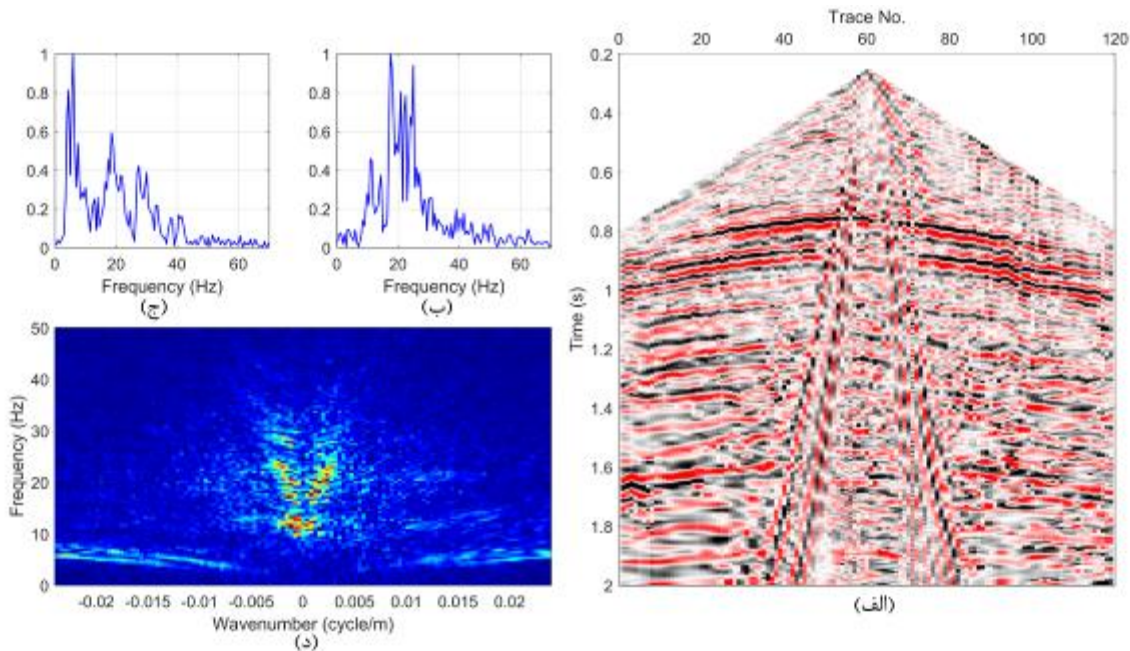 Trace No.
0 20 40 60 80 100 120
0.2
0.4
0.6
0.8
1
1.2
1.4
1.6
1.8
2
Time (s)
(الف)
1
0.8
0.6
0.4
0.2
0
0 20 40 60
Frequency (Hz)
(ب)
1
0.8
0.6
0.4
0.2
0
0 20 40 60
Frequency (Hz)
(ج)
50
40
30
20
10
0
Frequency (Hz)
-0.02 -0.015 -0.01 -0.005 0 0.005 0.01 0.015 0.02
Wavenumber (cycle/m)
(د)